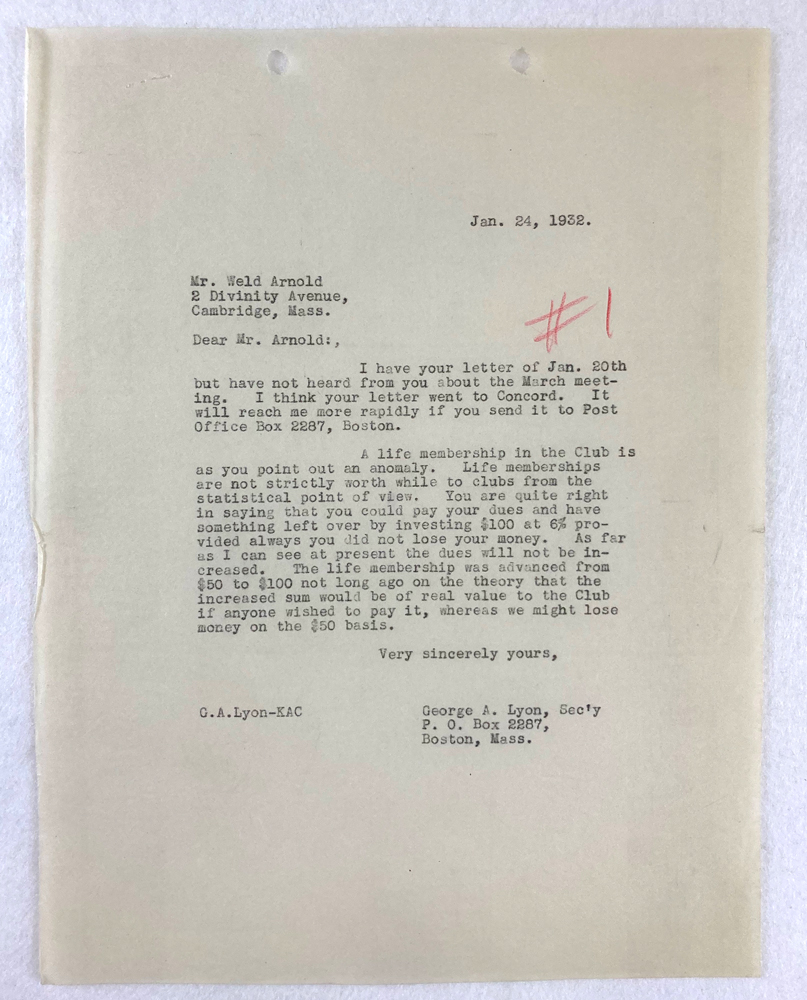 Jan. 24, 1932.
Mr. Weld Arnold
2 Divinity Avenue,
Cambridge, Mass.
#1
Dear Mr. Arnold:,
I have your letter of Jan. 20th
but have not heard from you about the March meet-
ing. I think your letter went to Concord. It
will reach me more rapidly if you send it to Post
Office Box 2287, Boston.
A life membership in the Club is
as you point out an anomaly. Life memberships
are not strictly worth while to clubs from the
statistical point of view. You are quite right
in saying that you could pay your dues and have
something left over by investing $100 at 6% pro-
vided always you did not lose your money. As far
as I can see at present the dues will not be in-
creased. The life membership was advanced from
$50 to $100 not long ago on the theory that the
increased sum would be of real value to the Club
if anyone wished to pay it, whereas we might lose
money on the $50 basis.
Very sincerely yours,
G.A.Lyon-KAC
George A. Lyon, Sec'y
P. O. Box 2287,
Boston, Mass.